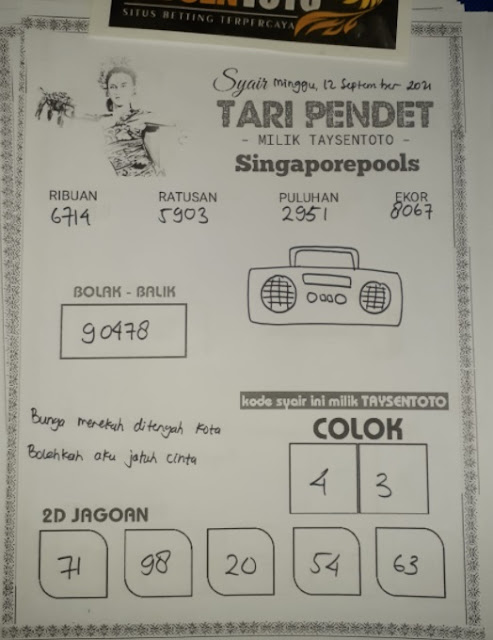 SITUS BETTING TERPERCAYA
Syair Minggu, 12 September 2021
TARI PENDET
- MILIK TAYSENTOTO -
Singaporepools
RIBUAN RATUSAN PULUHAN EKOR
6714 5903 2951 8067
BOLAK - BALIK
90478
Bunga merekah ditengah kota
Bolehkah aku jatuh cinta
kode syair ini milik TAYSENTOTO
COLOK
4 3
2D JAGOAN
71 98 20 54 63